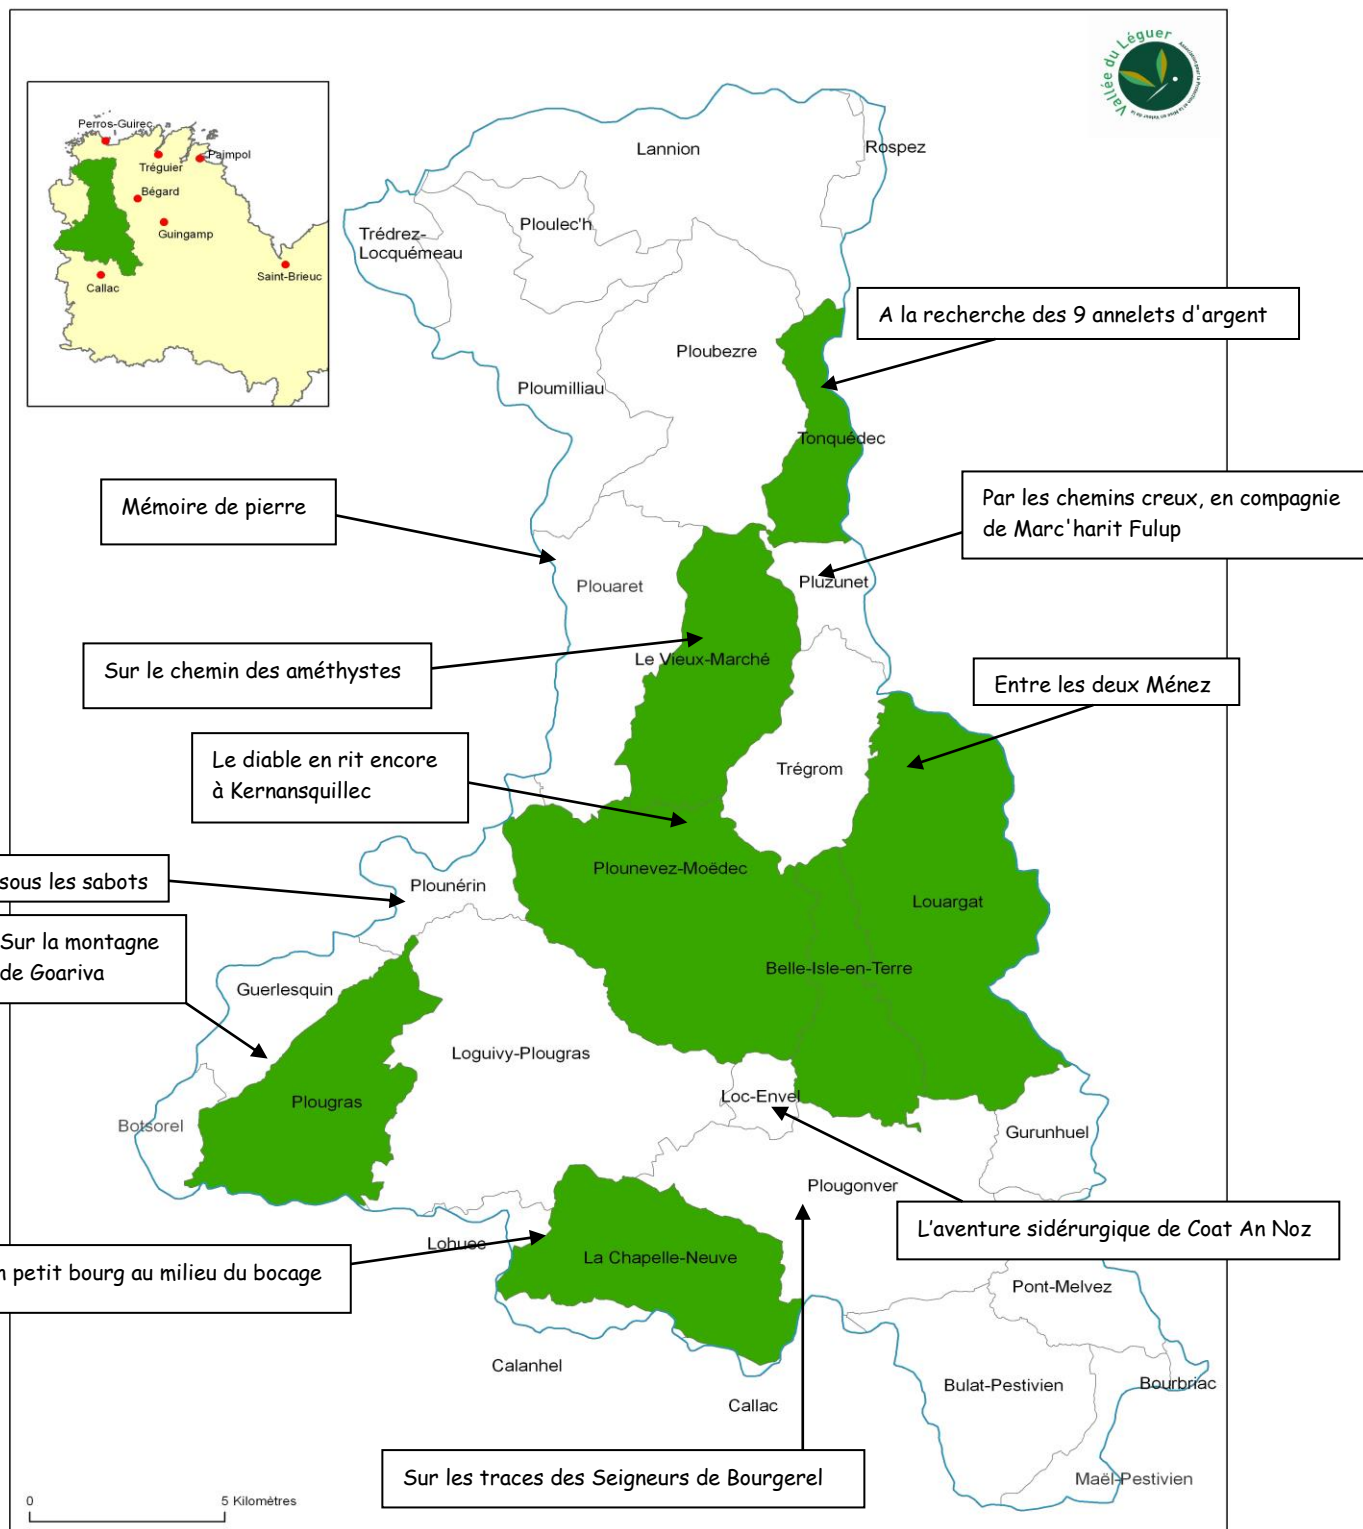 Vallée du Léguer
Perros-Guirec
Tréguier
Paimpol
Bégard
Guingamp
Saint-Brieuc
Callac
Lannion
Rospez
Ploulec'h
Trédrez-
Locquémeau
A la recherche des 9 annelets d'argent
Ploubezre
Ploumilliau
Tonquédec
Mémoire de pierre
Par les chemins creux, en compagnie
de Marc'harit Fulup
Plouaret
Pluzunet
Sur le chemin des améthystes
Le Vieux-Marché
Entre les deux Ménez
Le diable en rit encore
à Kernansquillec
Trégrom
Plounevez-Moëdec
sous les sabots
Plounérin
Louargat
Sur la montagne
de Goariva
Belle-Isle-en-Terre
Guerlesquin
Loguivy-Plougras
Plougras
Loc-Envel
Botsorel
Gurunhuel
Plougonver
L'aventure sidérurgique de Coat An Noz
Lohuec
La Chapelle-Neuve
petit bourg au milieu du bocage
Pont-Melvez
Calanhel
Bulat-Pestivien
Bourbriac
Callac
Sur les traces des Seigneurs de Bourgerel
Maël-Pestivien
0 5 Kilomètres